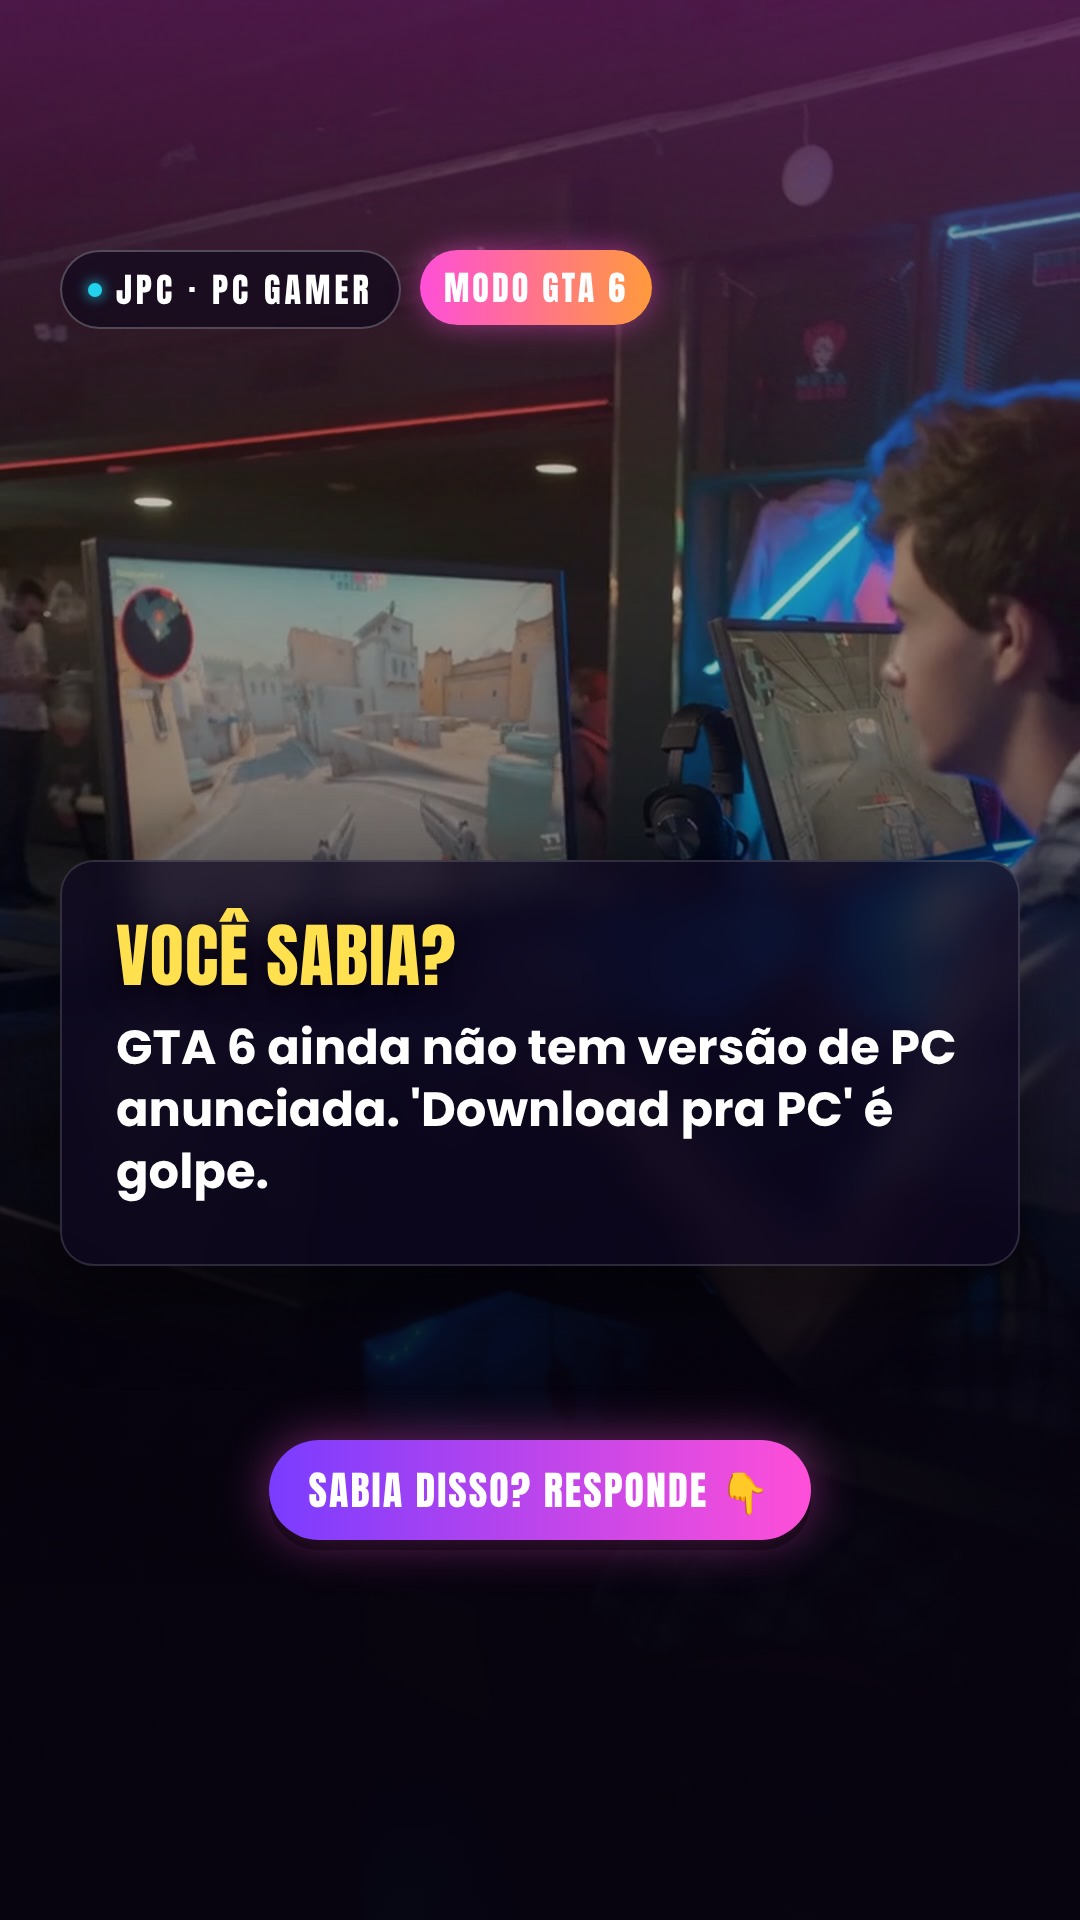 JPC · PC GAMER
MODO GTA 6
VOCÊ SABIA?
GTA 6 ainda não tem versão de PC
anunciada. 'Download pra PC' é
golpe.
SABIA DISSO? RESPONDE 👇